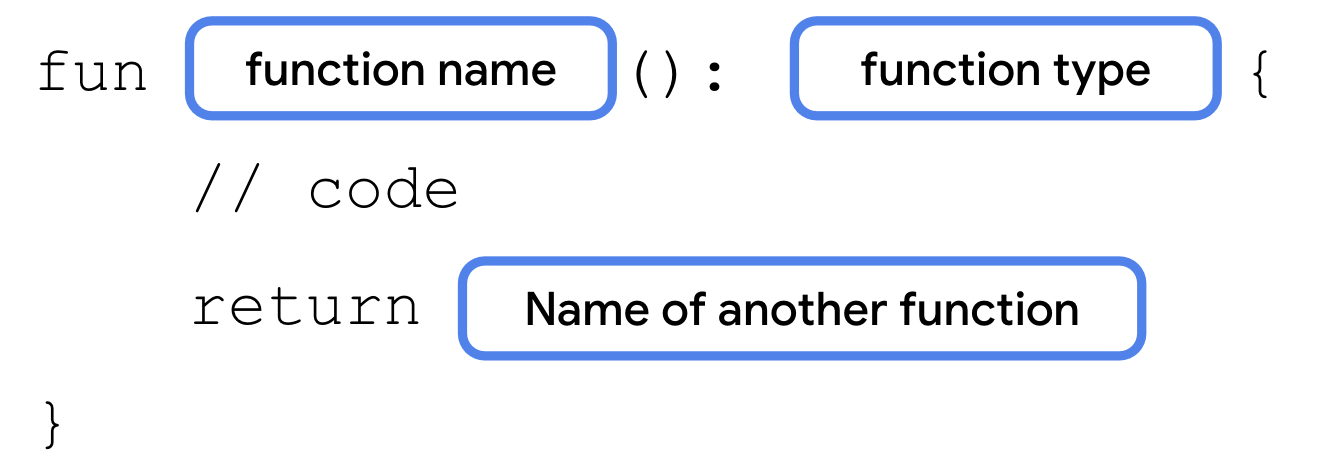 fun function name (): function type {
// code
return Name of another function
}